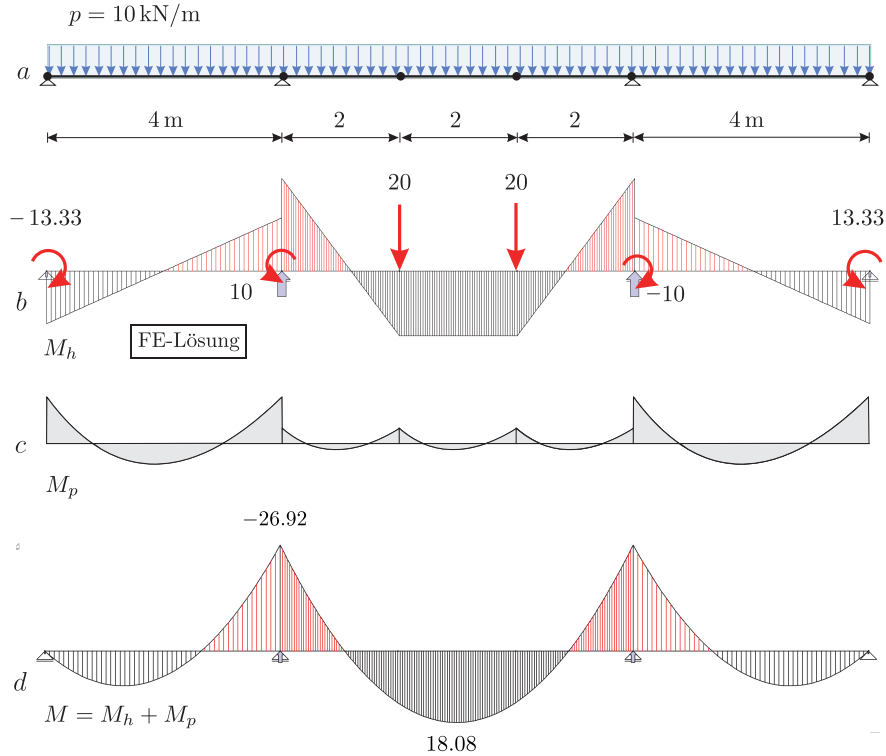 p = 10 kN/m
a
4 m 2 2 2 4 m
20 20
− 13.33 13.33
10 −10
b
M_h
FE-Lösung
c
M_p
−26.92
d
M = M_h + M_p
18.08